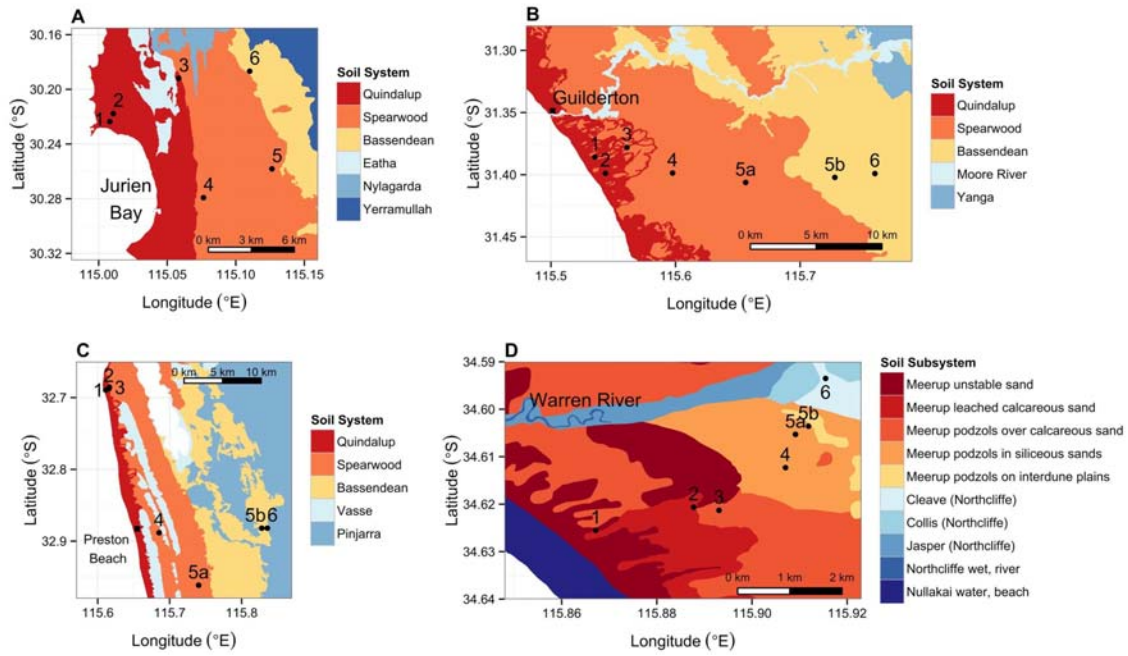 A
30.16
30.20
30.24
30.28
30.32
Latitude (°S)
1
2
3
4
5
6
Jurien
Bay
0 km 3 km 6 km
115.01 115.05 115.10 115.15
Longitude (°E)
Soil System
Quindalup
Spearwood
Bassendean
Eatha
Nylagarda
Yerramullah
B
31.30
31.35
31.40
31.45
Latitude (°S)
Guilderton
1
2
3
4
5a
5b
6
0 km 5 km 10 km
115.5 115.6 115.7
Longitude (°E)
Soil System
Quindalup
Spearwood
Bassendean
Moore River
Yanga
C
32.7
32.8
32.9
Latitude (°S)
2
1 3
4
5a
5b 6
Preston
Beach
0 km 5 km 10 km
115.6 115.7 115.8
Longitude (°E)
Soil System
Quindalup
Spearwood
Bassendean
Vasse
Pinjarra
D
34.59
34.60
34.61
34.62
34.63
34.64
Latitude (°S)
Warren River
6
5b
5a
4
2 3
1
0 km 1 km 2 km
115.86 115.88 115.90 115.92
Longitude (°E)
Soil Subsystem
Meerup unstable sand
Meerup leached calcareous sand
Meerup podzols over calcareous sand
Meerup podzols in siliceous sands
Meerup podzols on interdune plains
Cleave (Northcliffe)
Collis (Northcliffe)
Jasper (Northcliffe)
Northcliffe wet, river
Nullakai water, beach